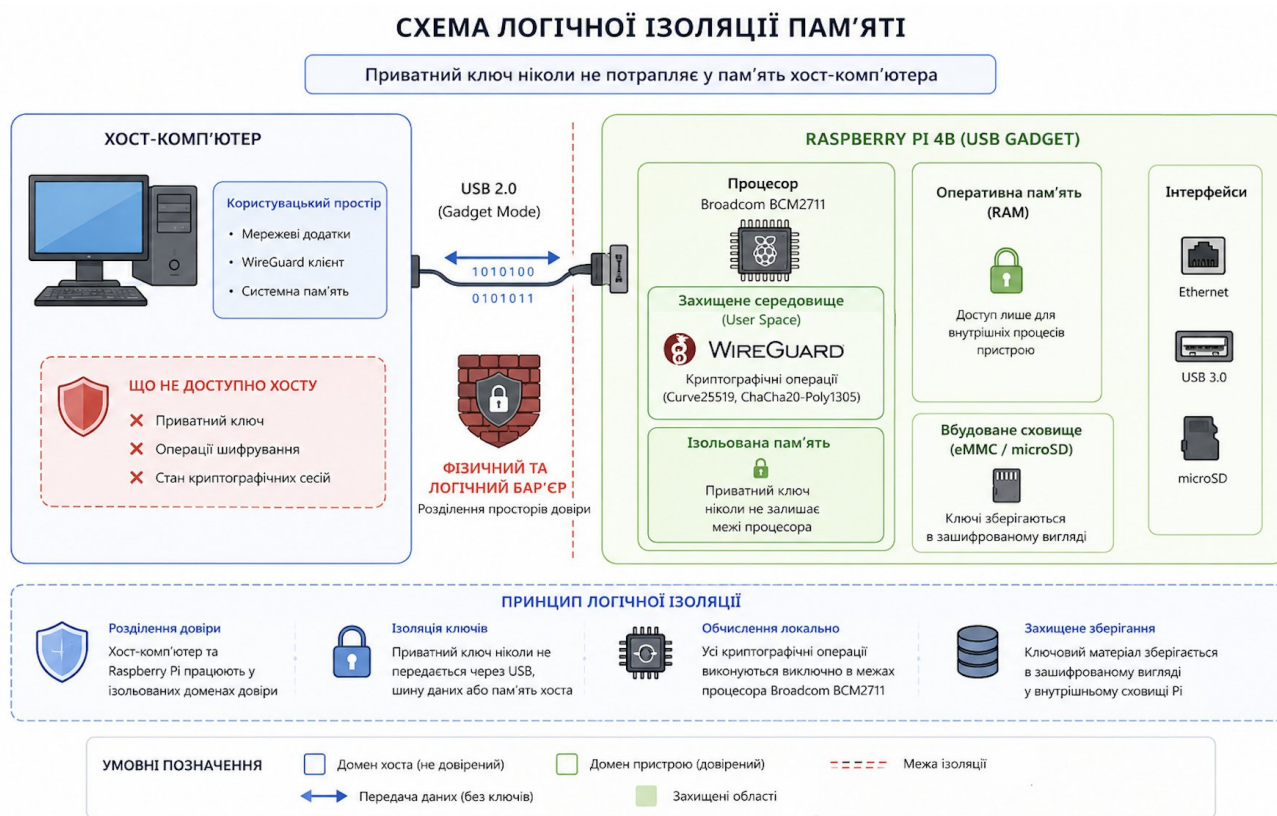 СХЕМА ЛОГІЧНОЇ ІЗОЛЯЦІЇ ПАМ'ЯТІ
Приватний ключ ніколи не потрапляє у пам'ять хост-комп'ютера
ХОСТ-КОМП'ЮТЕР
Користувацький простір
• Мережеві додатки
• WireGuard клієнт
• Системна пам'ять
ЩО НЕ ДОСТУПНО ХОСТУ
Приватний ключ
Операції шифрування
Стан криптографічних сесій
USB 2.0
(Gadget Mode)
1010100
0101011
ФІЗИЧНИЙ ТА
ЛОГІЧНИЙ БАР'ЄР
Розділення просторів довіри
RASPBERRY PI 4B (USB GADGET)
Процесор
Broadcom BCM2711
Захищене середовище
(User Space)
WIREGUARD
Криптографічні операції
(Curve25519, ChaCha20-Poly1305)
Ізольована пам'ять
Приватний ключ
ніколи не залишає
межі процесора
Оперативна пам'ять
(RAM)
Доступ лише для
внутрішніх процесів
пристрою
Вбудоване сховище
(eMMC / microSD)
Ключі зберігаються
в зашифрованому вигляді
Інтерфейси
Ethernet
USB 3.0
microSD
ПРИНЦИП ЛОГІЧНОЇ ІЗОЛЯЦІЇ
Розділення довіри
Хост-комп'ютер та
Raspberry Pi працюють у
ізольованих доменах довіри
Ізоляція ключів
Приватний ключ ніколи не
передається через USB,
шину даних або пам'ять хоста
Обчислення локально
Усі криптографічні операції
виконуються виключно в межах
процесора Broadcom BCM2711
Захищене зберігання
Ключовий матеріал зберігається
в зашифрованому вигляді
у внутрішньому сховищі Pi
УМОВНІ ПОЗНАЧЕННЯ
Домен хоста (не довірений)
Домен пристрою (довірений)
Межа ізоляції
Передача даних (без ключів)
Захищені області